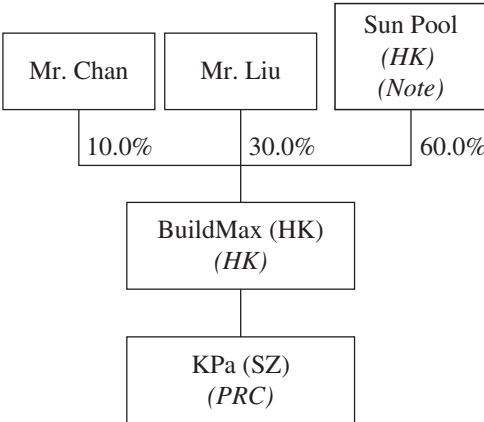 Mr. Chan
Mr. Liu
Sun Pool
(HK)
(Note)
10.0%
30.0%
60.0%
BuildMax (HK)
(HK)
KPa (SZ)
(PRC)